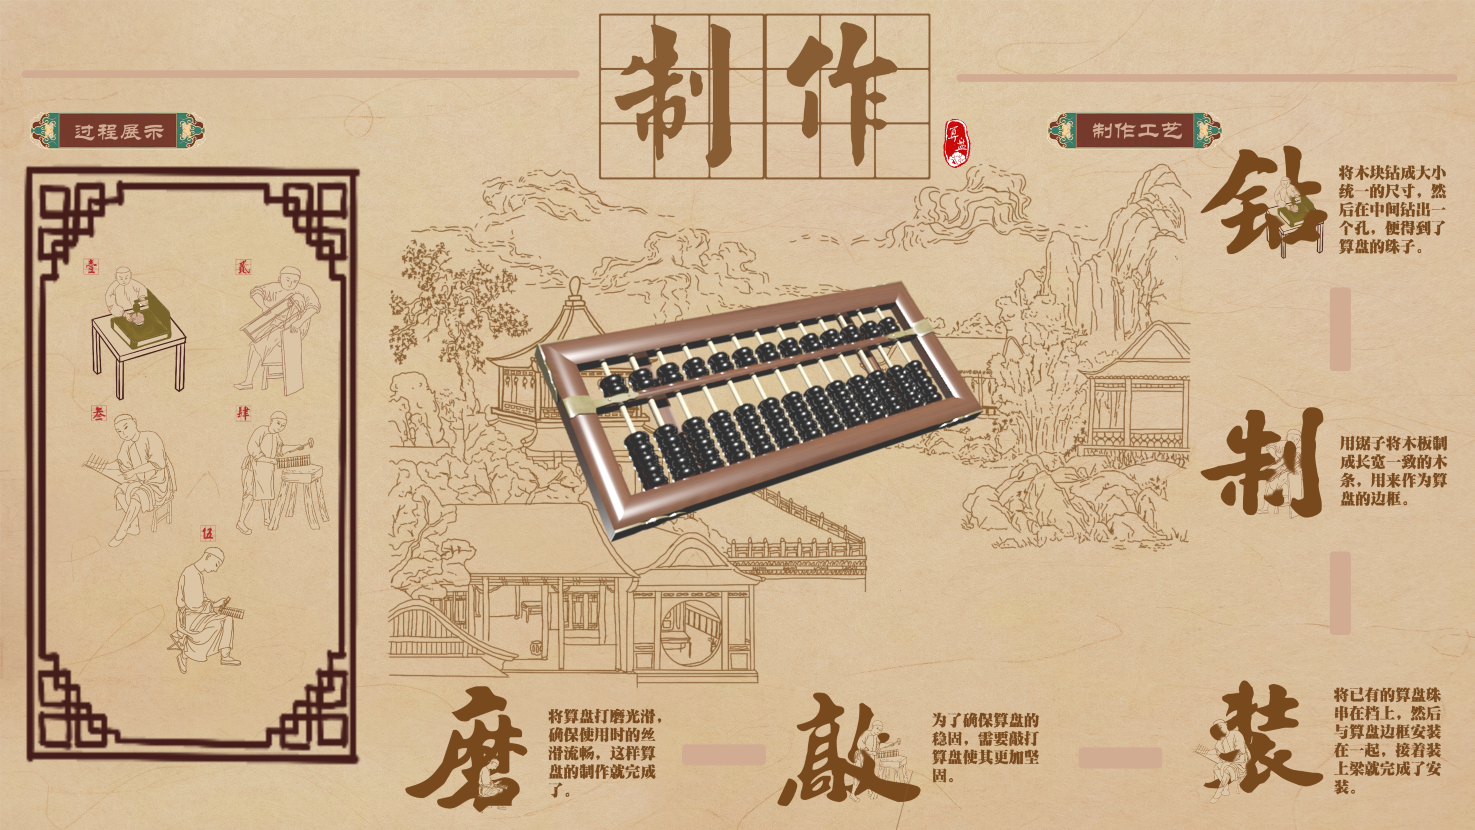 制作
过程展示
壹
贰
叁
肆
伍
制作工艺
钻
将木块钻成大小
统一的尺寸，然
后在中间钻出一
个孔，便得到了
算盘的珠子。
制
用锯子将木板制
成长宽一致的木
条，用来作为算
盘的边框。
装
将已有的算盘珠
串在档上，然后
与算盘边框安装
在一起，接着装
上梁就完成了安
装。
敲
为了确保算盘的
稳固，需要敲打
算盘使其更加坚
固。
磨
将算盘打磨光滑，
确保使用时的丝
滑流畅，这样算
盘的制作就完成
了。